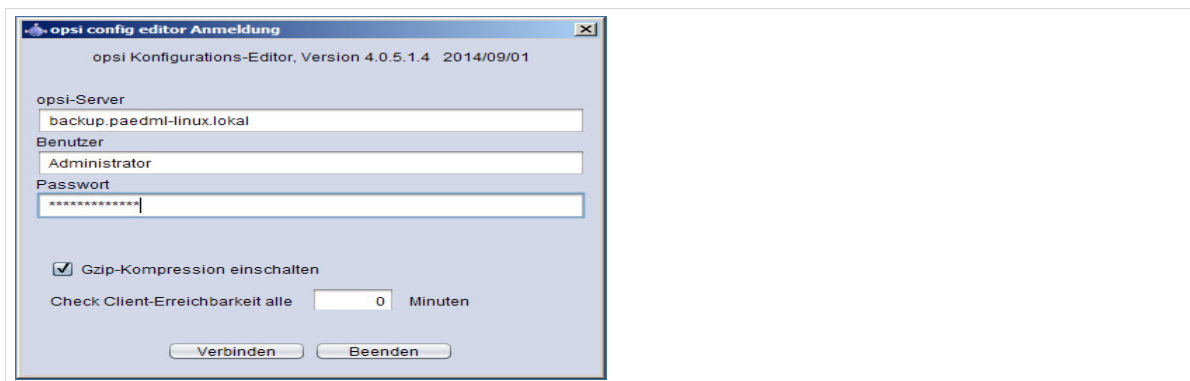 opsi config editor Anmeldung
opsi Konfigurations-Editor, Version 4.0.5.1.4 2014/09/01
opsi-Server
backup.paedml-linux.lokal
Benutzer
Administrator
Passwort
*************
Gzip-Kompression einschalten
Check Client-Erreichbarkeit alle 0 Minuten
Verbinden Beenden